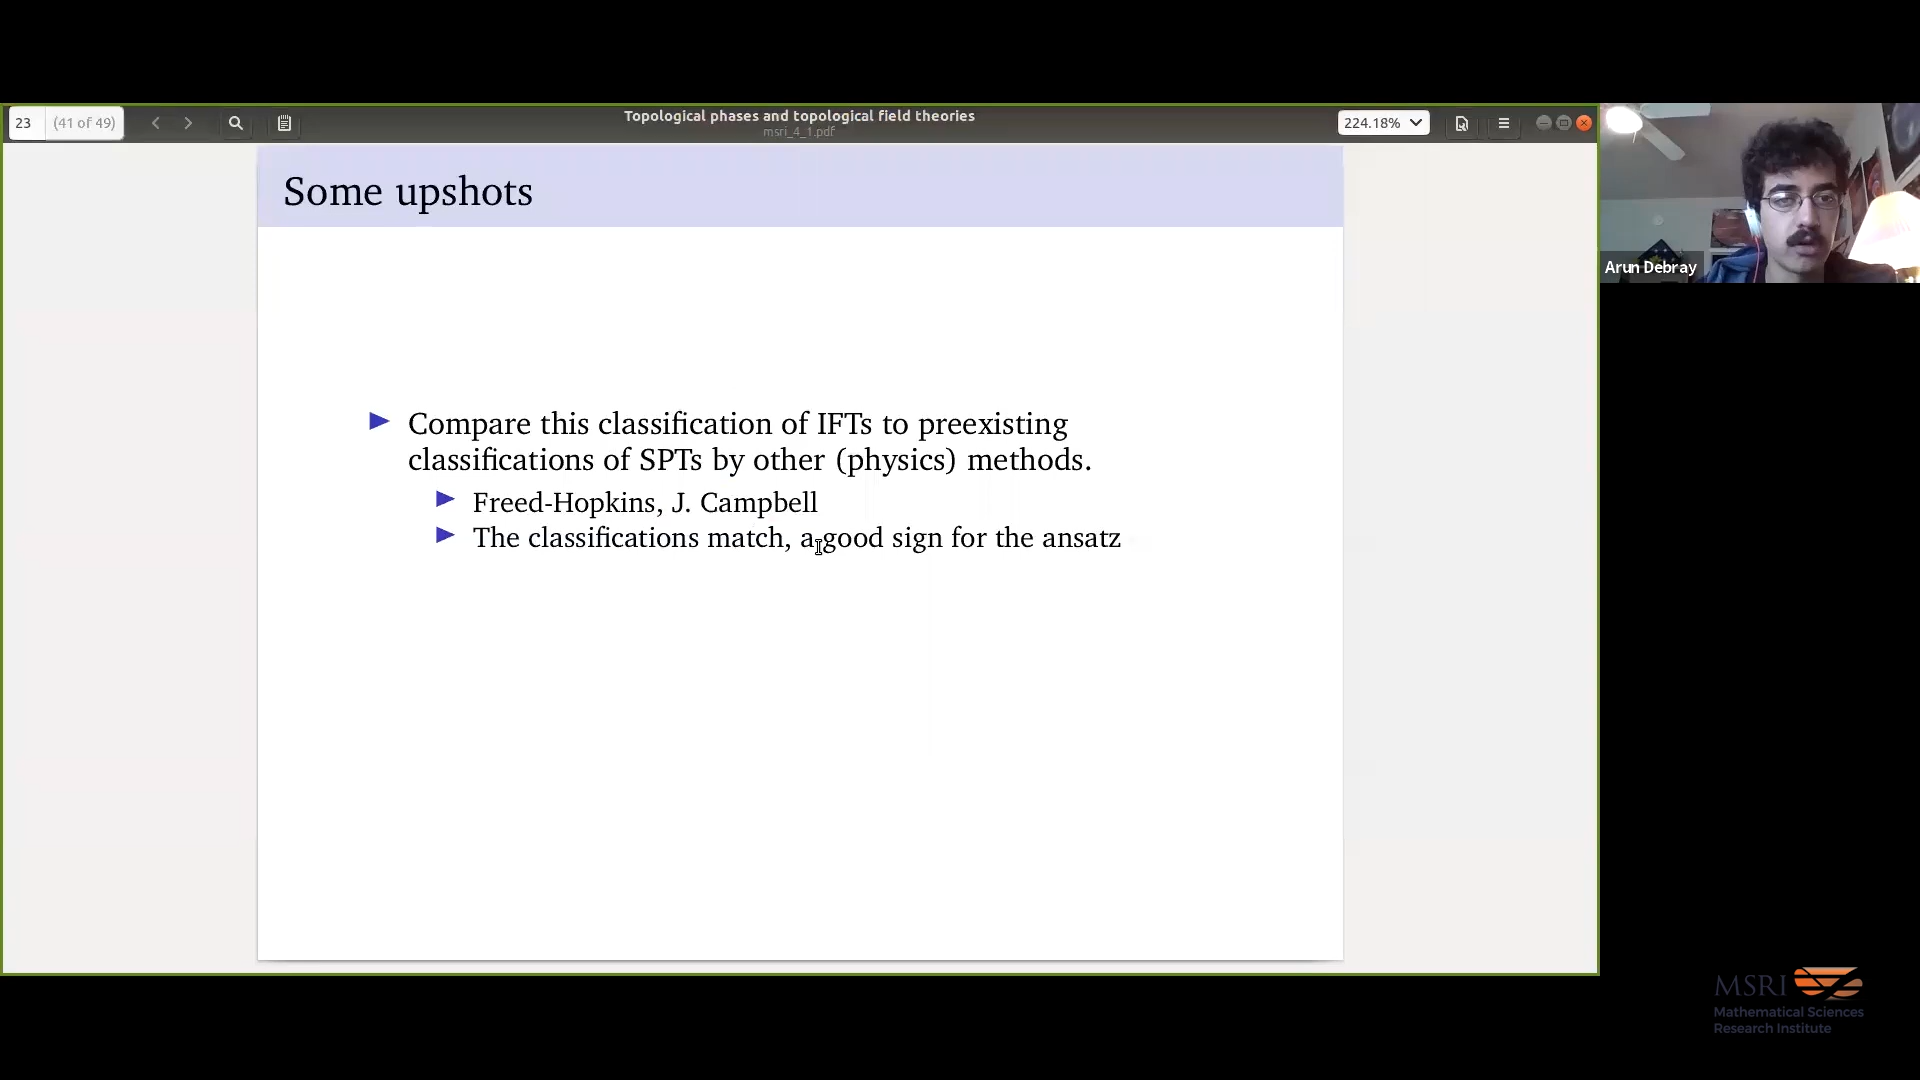 23 (41 of 49)
Topological phases and topological field theories
msri_4_1.pdf
224.18%
Some upshots
Compare this classification of IFTs to preexisting
classifications of SPTs by other (physics) methods.
Freed-Hopkins, J. Campbell
The classifications match, a good sign for the ansatz
Arun Debray
MSRI
Mathematical Sciences
Research Institute